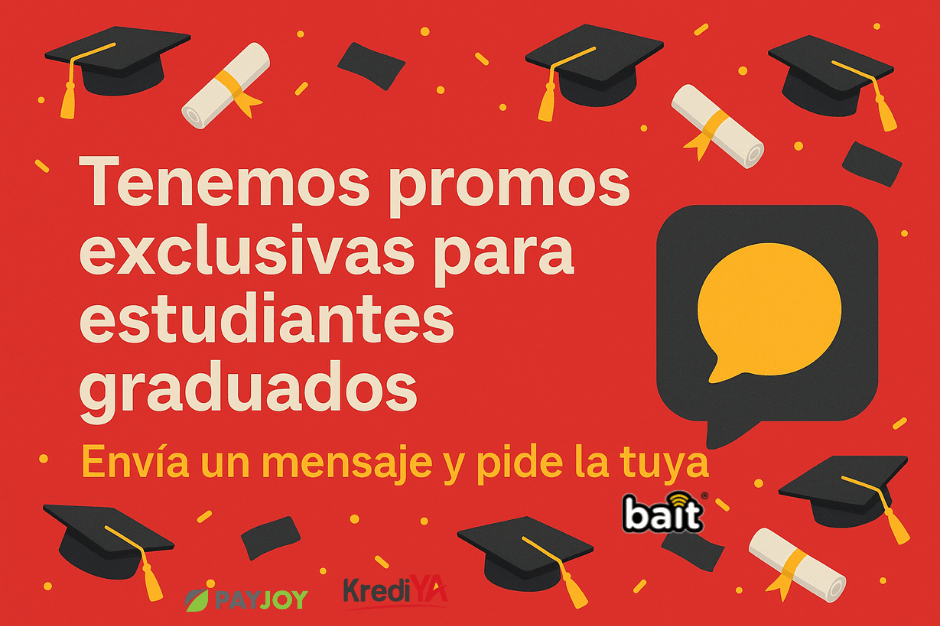 Tenemos promos
exclusivas para
estudiantes
graduados
Envía un mensaje y pide la tuya
bait®
PAYJOY
KrediYA